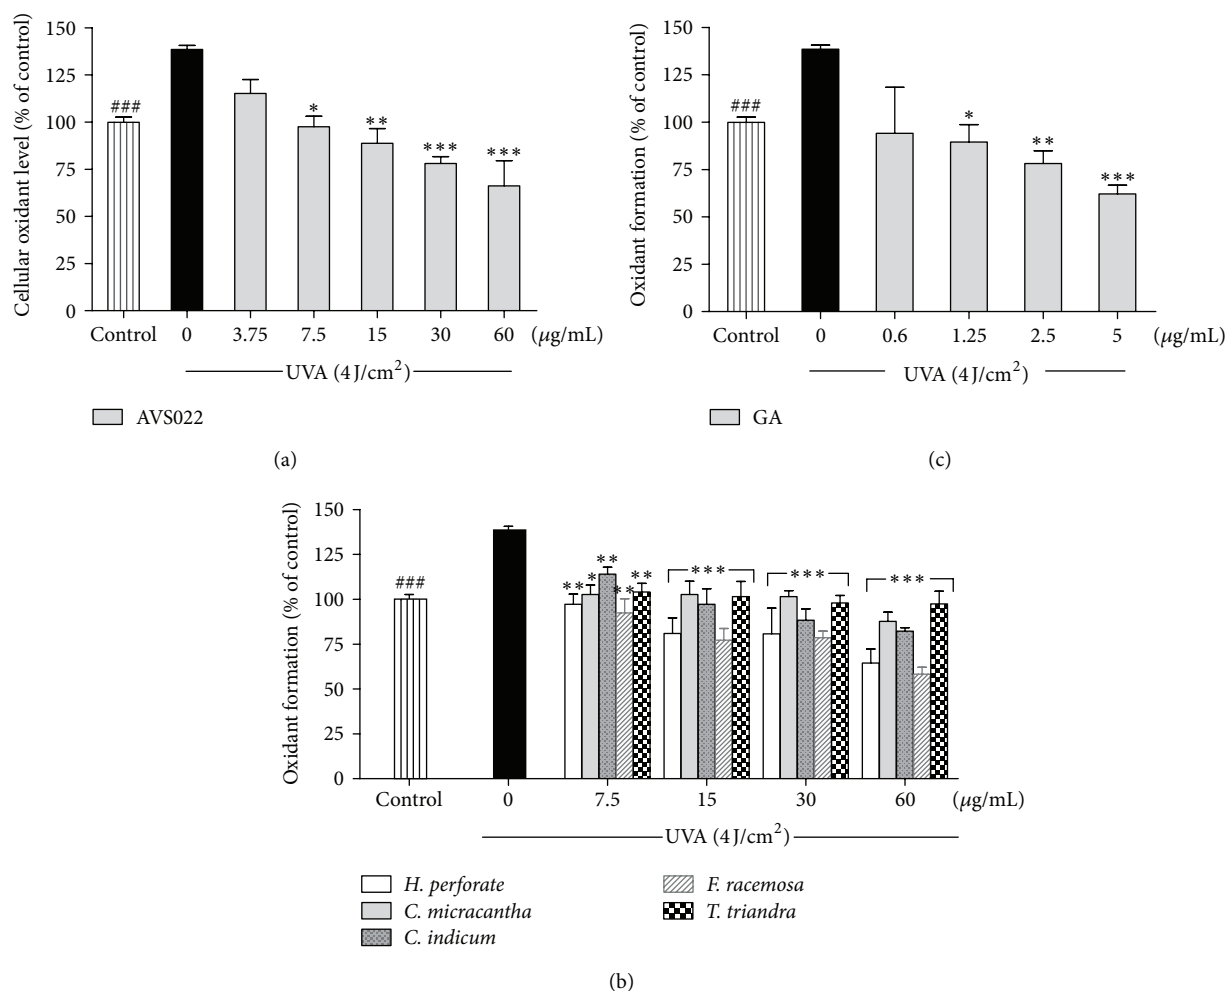 Cellular oxidant level (% of control)
150
125
100
75
50
25
0
###
*
**
***
***
Control 0 3.75 7.5 15 30 60 (μg/mL)
UVA (4 J/cm²)
AVS022
(a)
Oxidant formation (% of control)
150
125
100
75
50
25
0
###
*
**
***
Control 0 0.6 1.25 2.5 5 (μg/mL)
UVA (4 J/cm²)
GA
(c)
Oxidant formation (% of control)
150
125
100
75
50
25
0
###
**
*
**
**
**
***
***
***
Control 0 7.5 15 30 60 (μg/mL)
UVA (4 J/cm²)
H. perforate
C. micracantha
C. indicum
F. racemosa
T. triandra
(b)